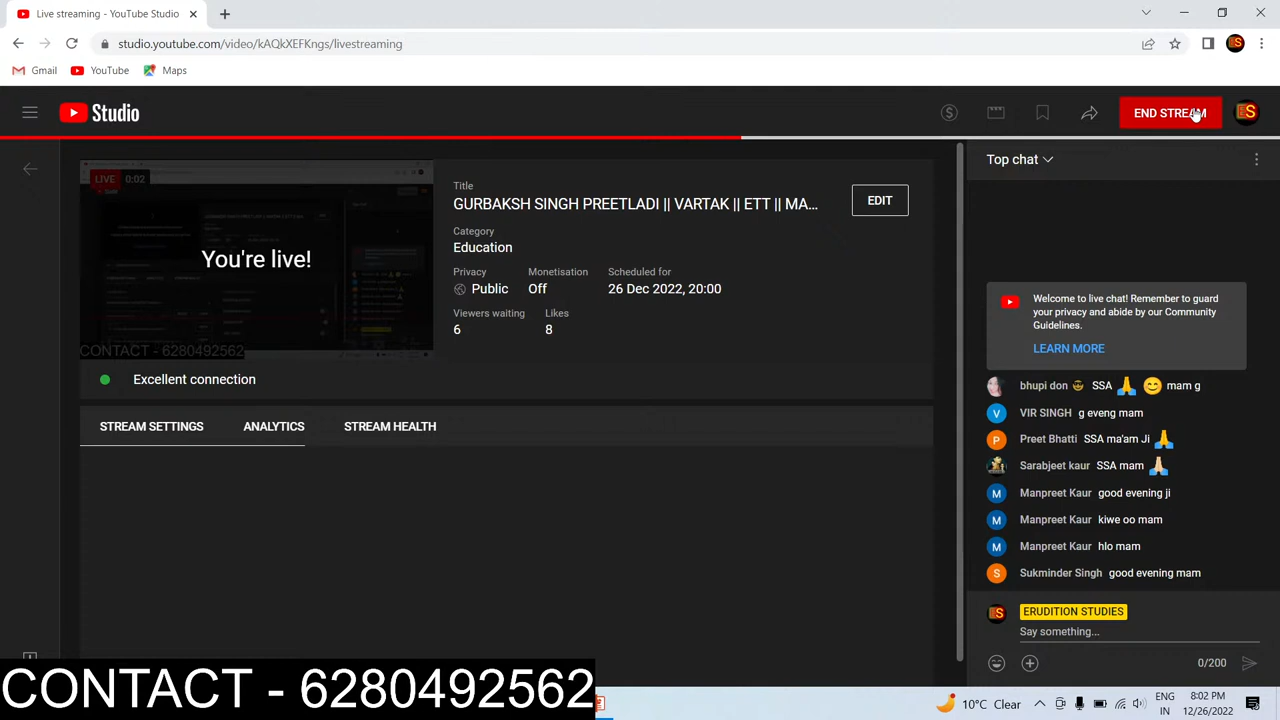 Live streaming - YouTube Studio
studio.youtube.com/video/kAQkXEFKngs/livestreaming
Gmail
YouTube
Maps
Studio
END STREAM
LIVE 0:02
You're live!
CONTACT - 6280492562
Title
GURBAKSH SINGH PREETLADI || VARTAK || ETT || MA...
EDIT
Category
Education
Privacy
Public
Monetisation
Off
Scheduled for
26 Dec 2022, 20:00
Viewers waiting
6
Likes
8
Excellent connection
STREAM SETTINGS
ANALYTICS
STREAM HEALTH
Top chat
Welcome to live chat! Remember to guard
your privacy and abide by our Community
Guidelines.
LEARN MORE
bhupi don 😎 SSA 🙏 😊 mam g
VIR SINGH g eveng mam
Preet Bhatti SSA ma'am Ji 🙏
Sarabjeet kaur SSA mam 🙏🏻
Manpreet Kaur good evening ji
Manpreet Kaur kiwe oo mam
Manpreet Kaur hlo mam
Sukminder Singh good evening mam
ERUDITION STUDIES
Say something...
0/200
CONTACT - 6280492562
10°C Clear
ENG
IN
8:02 PM
12/26/2022